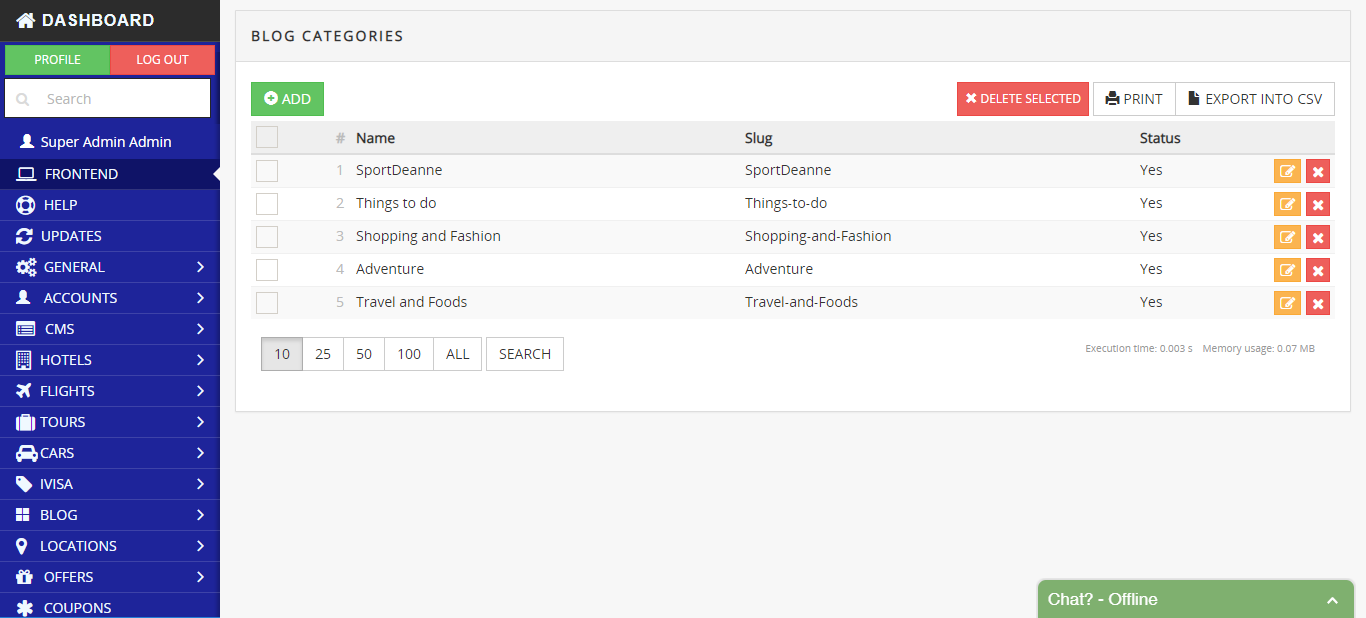 DASHBOARD
PROFILE LOG OUT
Search
Super Admin Admin
FRONTEND
HELP
UPDATES
GENERAL
ACCOUNTS
CMS
HOTELS
FLIGHTS
TOURS
CARS
IVISA
BLOG
LOCATIONS
OFFERS
COUPONS
BLOG CATEGORIES
ADD DELETE SELECTED PRINT EXPORT INTO CSV
# Name Slug Status
1 SportDeanne SportDeanne Yes
2 Things to do Things-to-do Yes
3 Shopping and Fashion Shopping-and-Fashion Yes
4 Adventure Adventure Yes
5 Travel and Foods Travel-and-Foods Yes
10 25 50 100 ALL SEARCH Execution time: 0.003 s Memory usage: 0.07 MB
Chat? - Offline